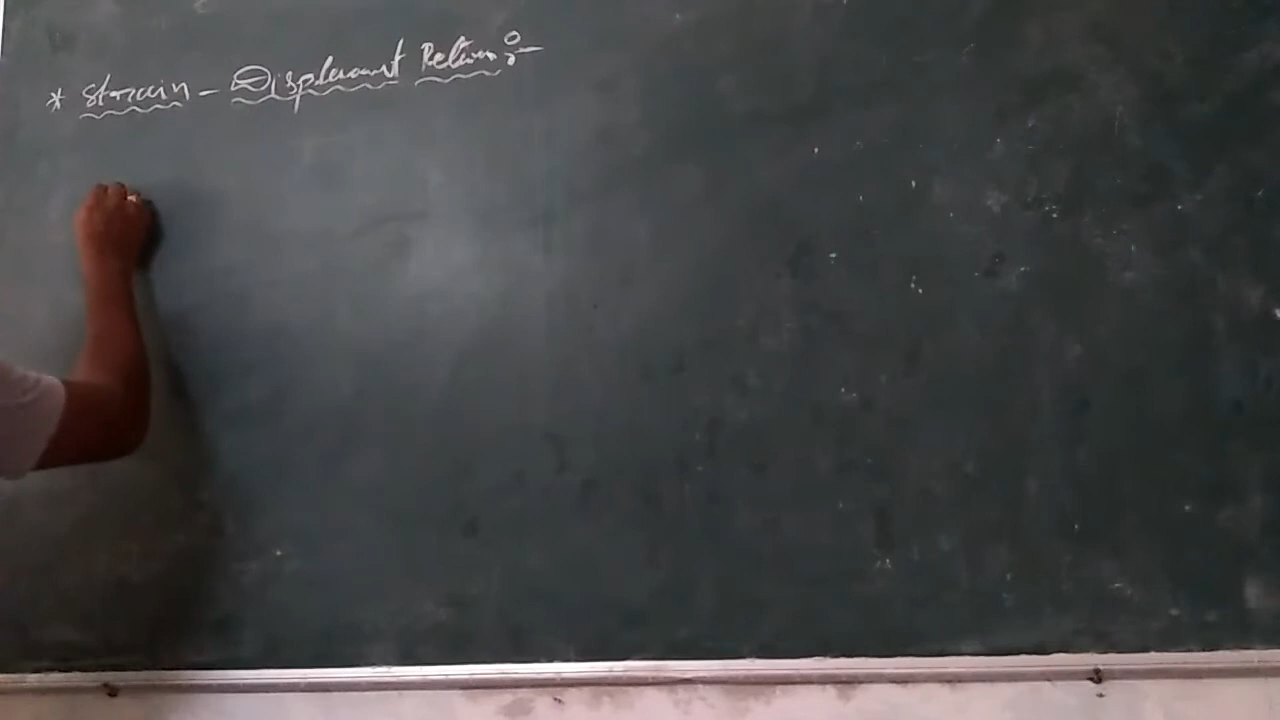 * Strain - Displacement Relation :-